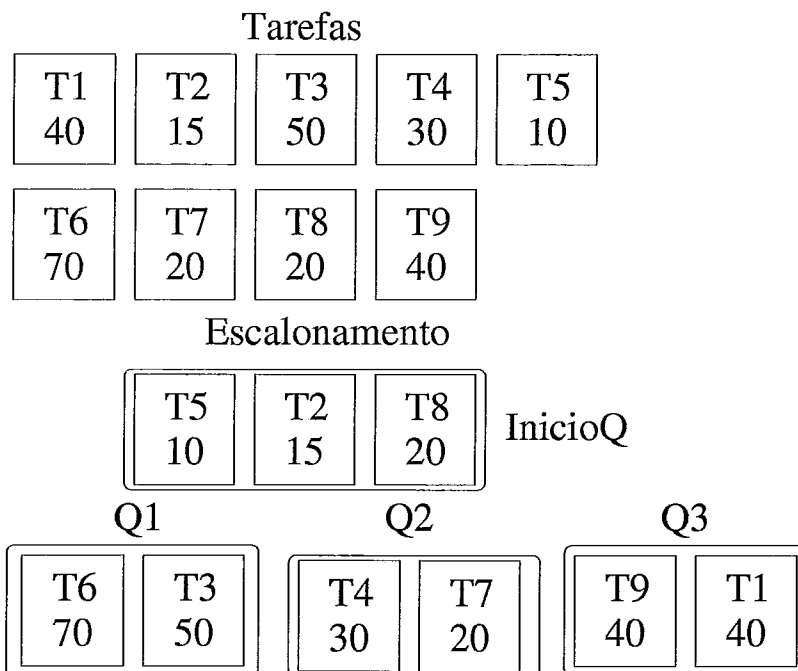 Tarefas
T1 T2 T3 T4 T5
40 15 50 30 10
T6 T7 T8 T9
70 20 20 40
Escalonamento
T5 T2 T8
10 15 20
InicioQ
Q1 Q2 Q3
T6 T3 T4 T7 T9 T1
70 50 30 20 40 40